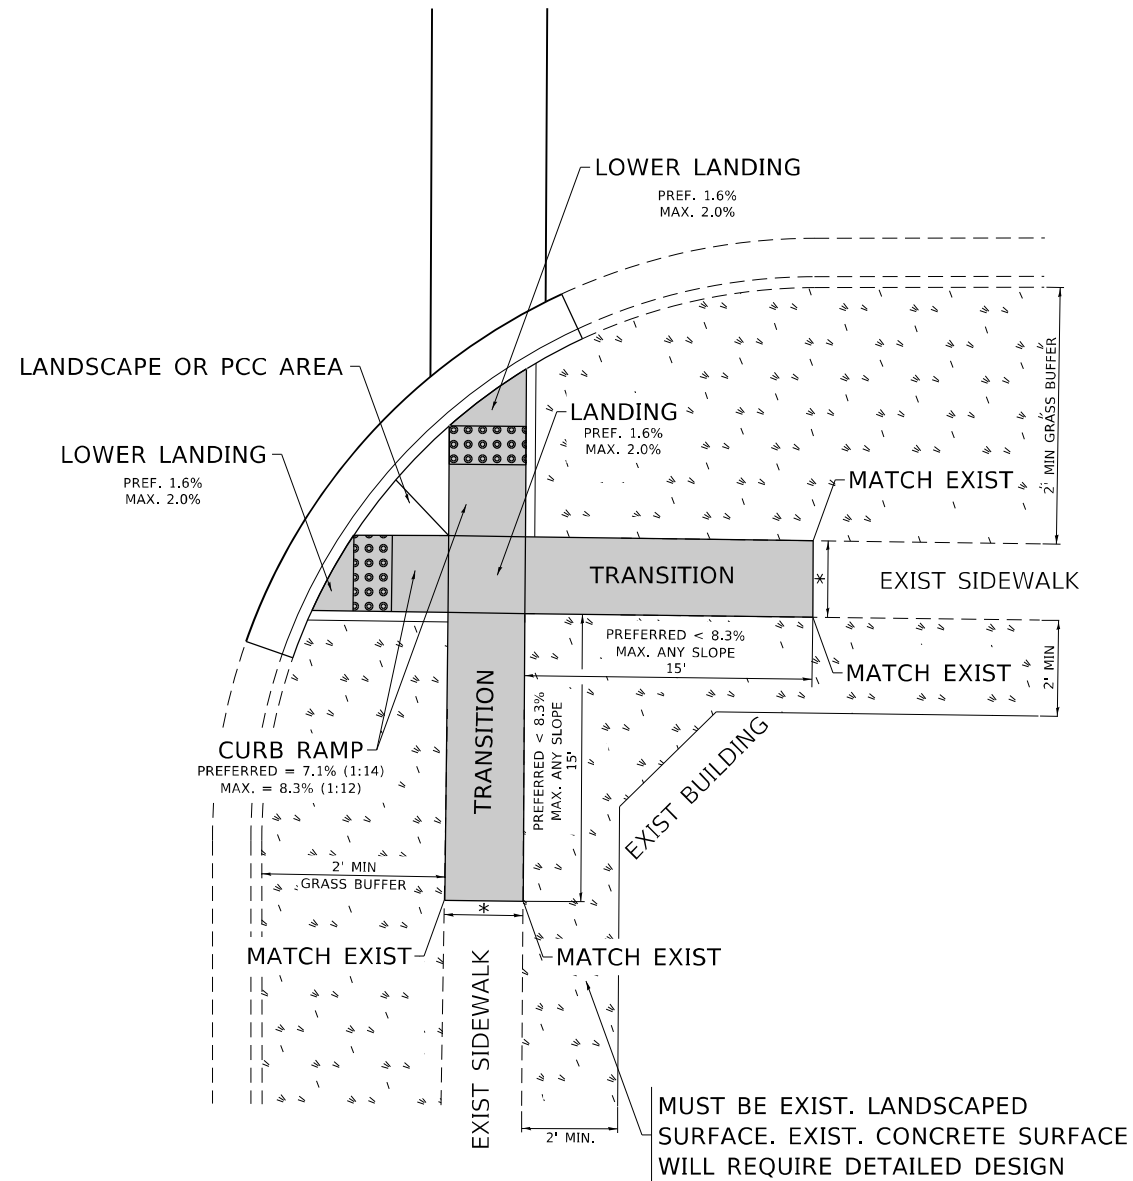 LOWER LANDING
PREF. 1.6%
MAX. 2.0%
LANDSCAPE OR PCC AREA
LANDING
PREF. 1.6%
MAX. 2.0%
LOWER LANDING
PREF. 1.6%
MAX. 2.0%
2' MIN GRASS BUFFER
MATCH EXIST
TRANSITION
*
EXIST SIDEWALK
PREFERRED < 8.3%
MAX. ANY SLOPE
15'
MATCH EXIST
2' MIN
TRANSITION
PREFERRED < 8.3%
MAX. ANY SLOPE
15'
CURB RAMP
PREFERRED = 7.1% (1:14)
MAX. = 8.3% (1:12)
EXIST BUILDING
2' MIN
GRASS BUFFER
*
MATCH EXIST
MATCH EXIST
EXIST SIDEWALK
2' MIN.
MUST BE EXIST. LANDSCAPED
SURFACE. EXIST. CONCRETE SURFACE
WILL REQUIRE DETAILED DESIGN